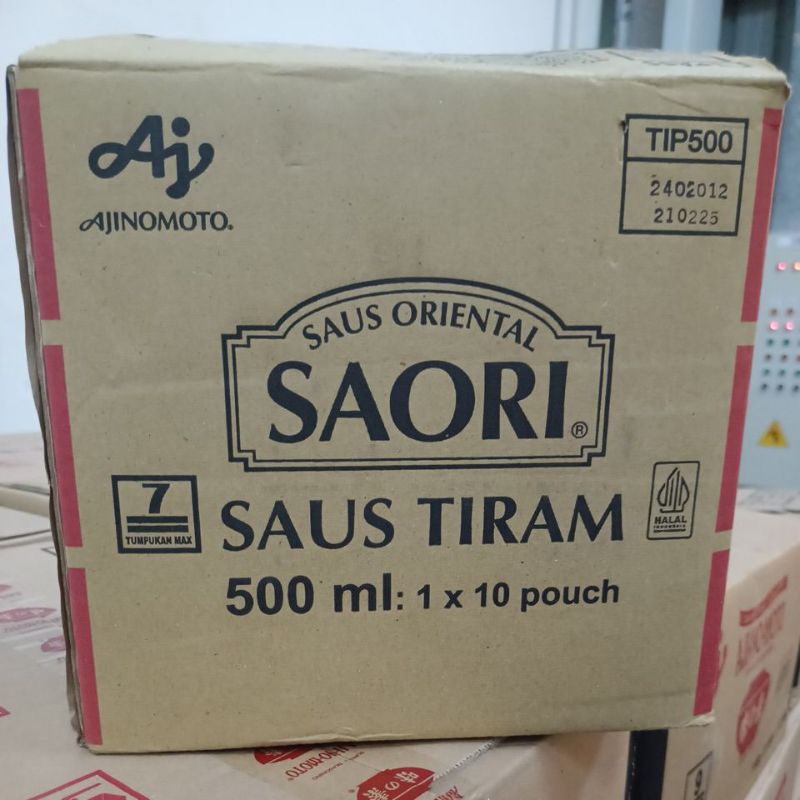 Aj
AJINOMOTO®
TIP500
2402012
210225
SAUS ORIENTAL
SAORI®
7
TUMPUKAN MAX
SAUS TIRAM
HALAL
INDONESIA
500 ml: 1 x 10 pouch